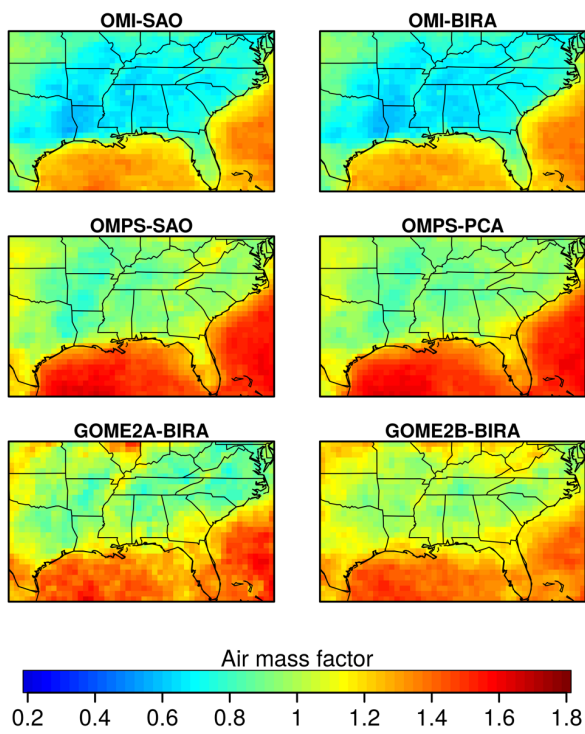 OMI-SAO OMI-BIRA
OMPS-SAO OMPS-PCA
GOME2A-BIRA GOME2B-BIRA
Air mass factor
0.2 0.4 0.6 0.8 1 1.2 1.4 1.6 1.8